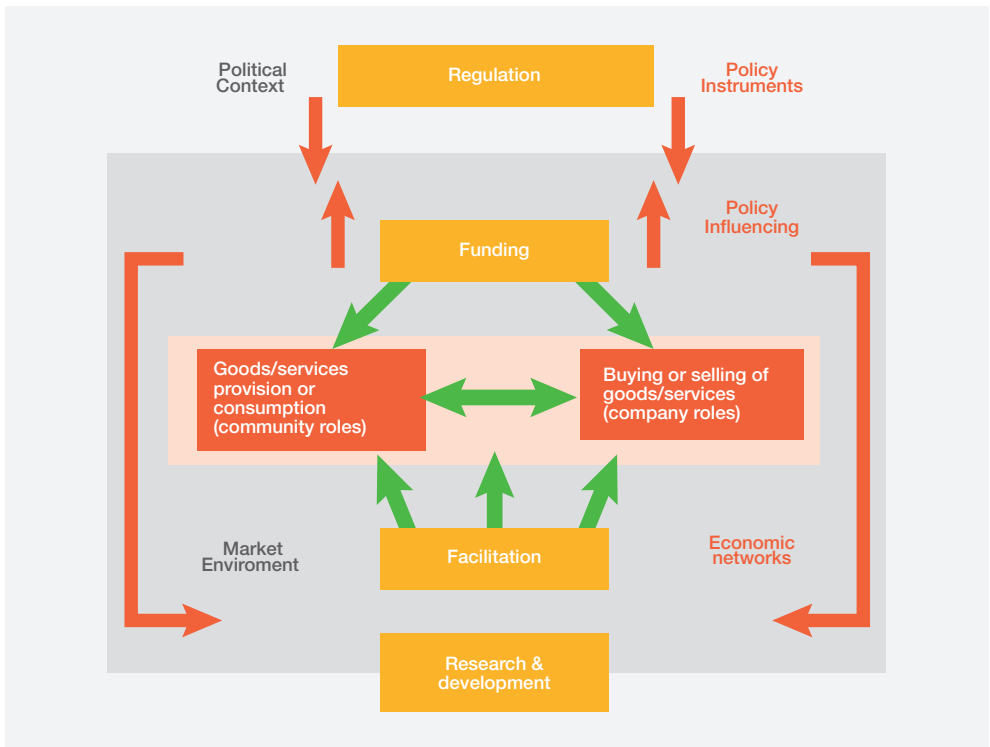 Political
Context
Regulation
Policy
Instruments
Policy
Influencing
Funding
Goods/services
provision or
consumption
(community roles)
Buying or selling of
goods/services
(company roles)
Market
Enviroment
Facilitation
Economic
networks
Research &
development